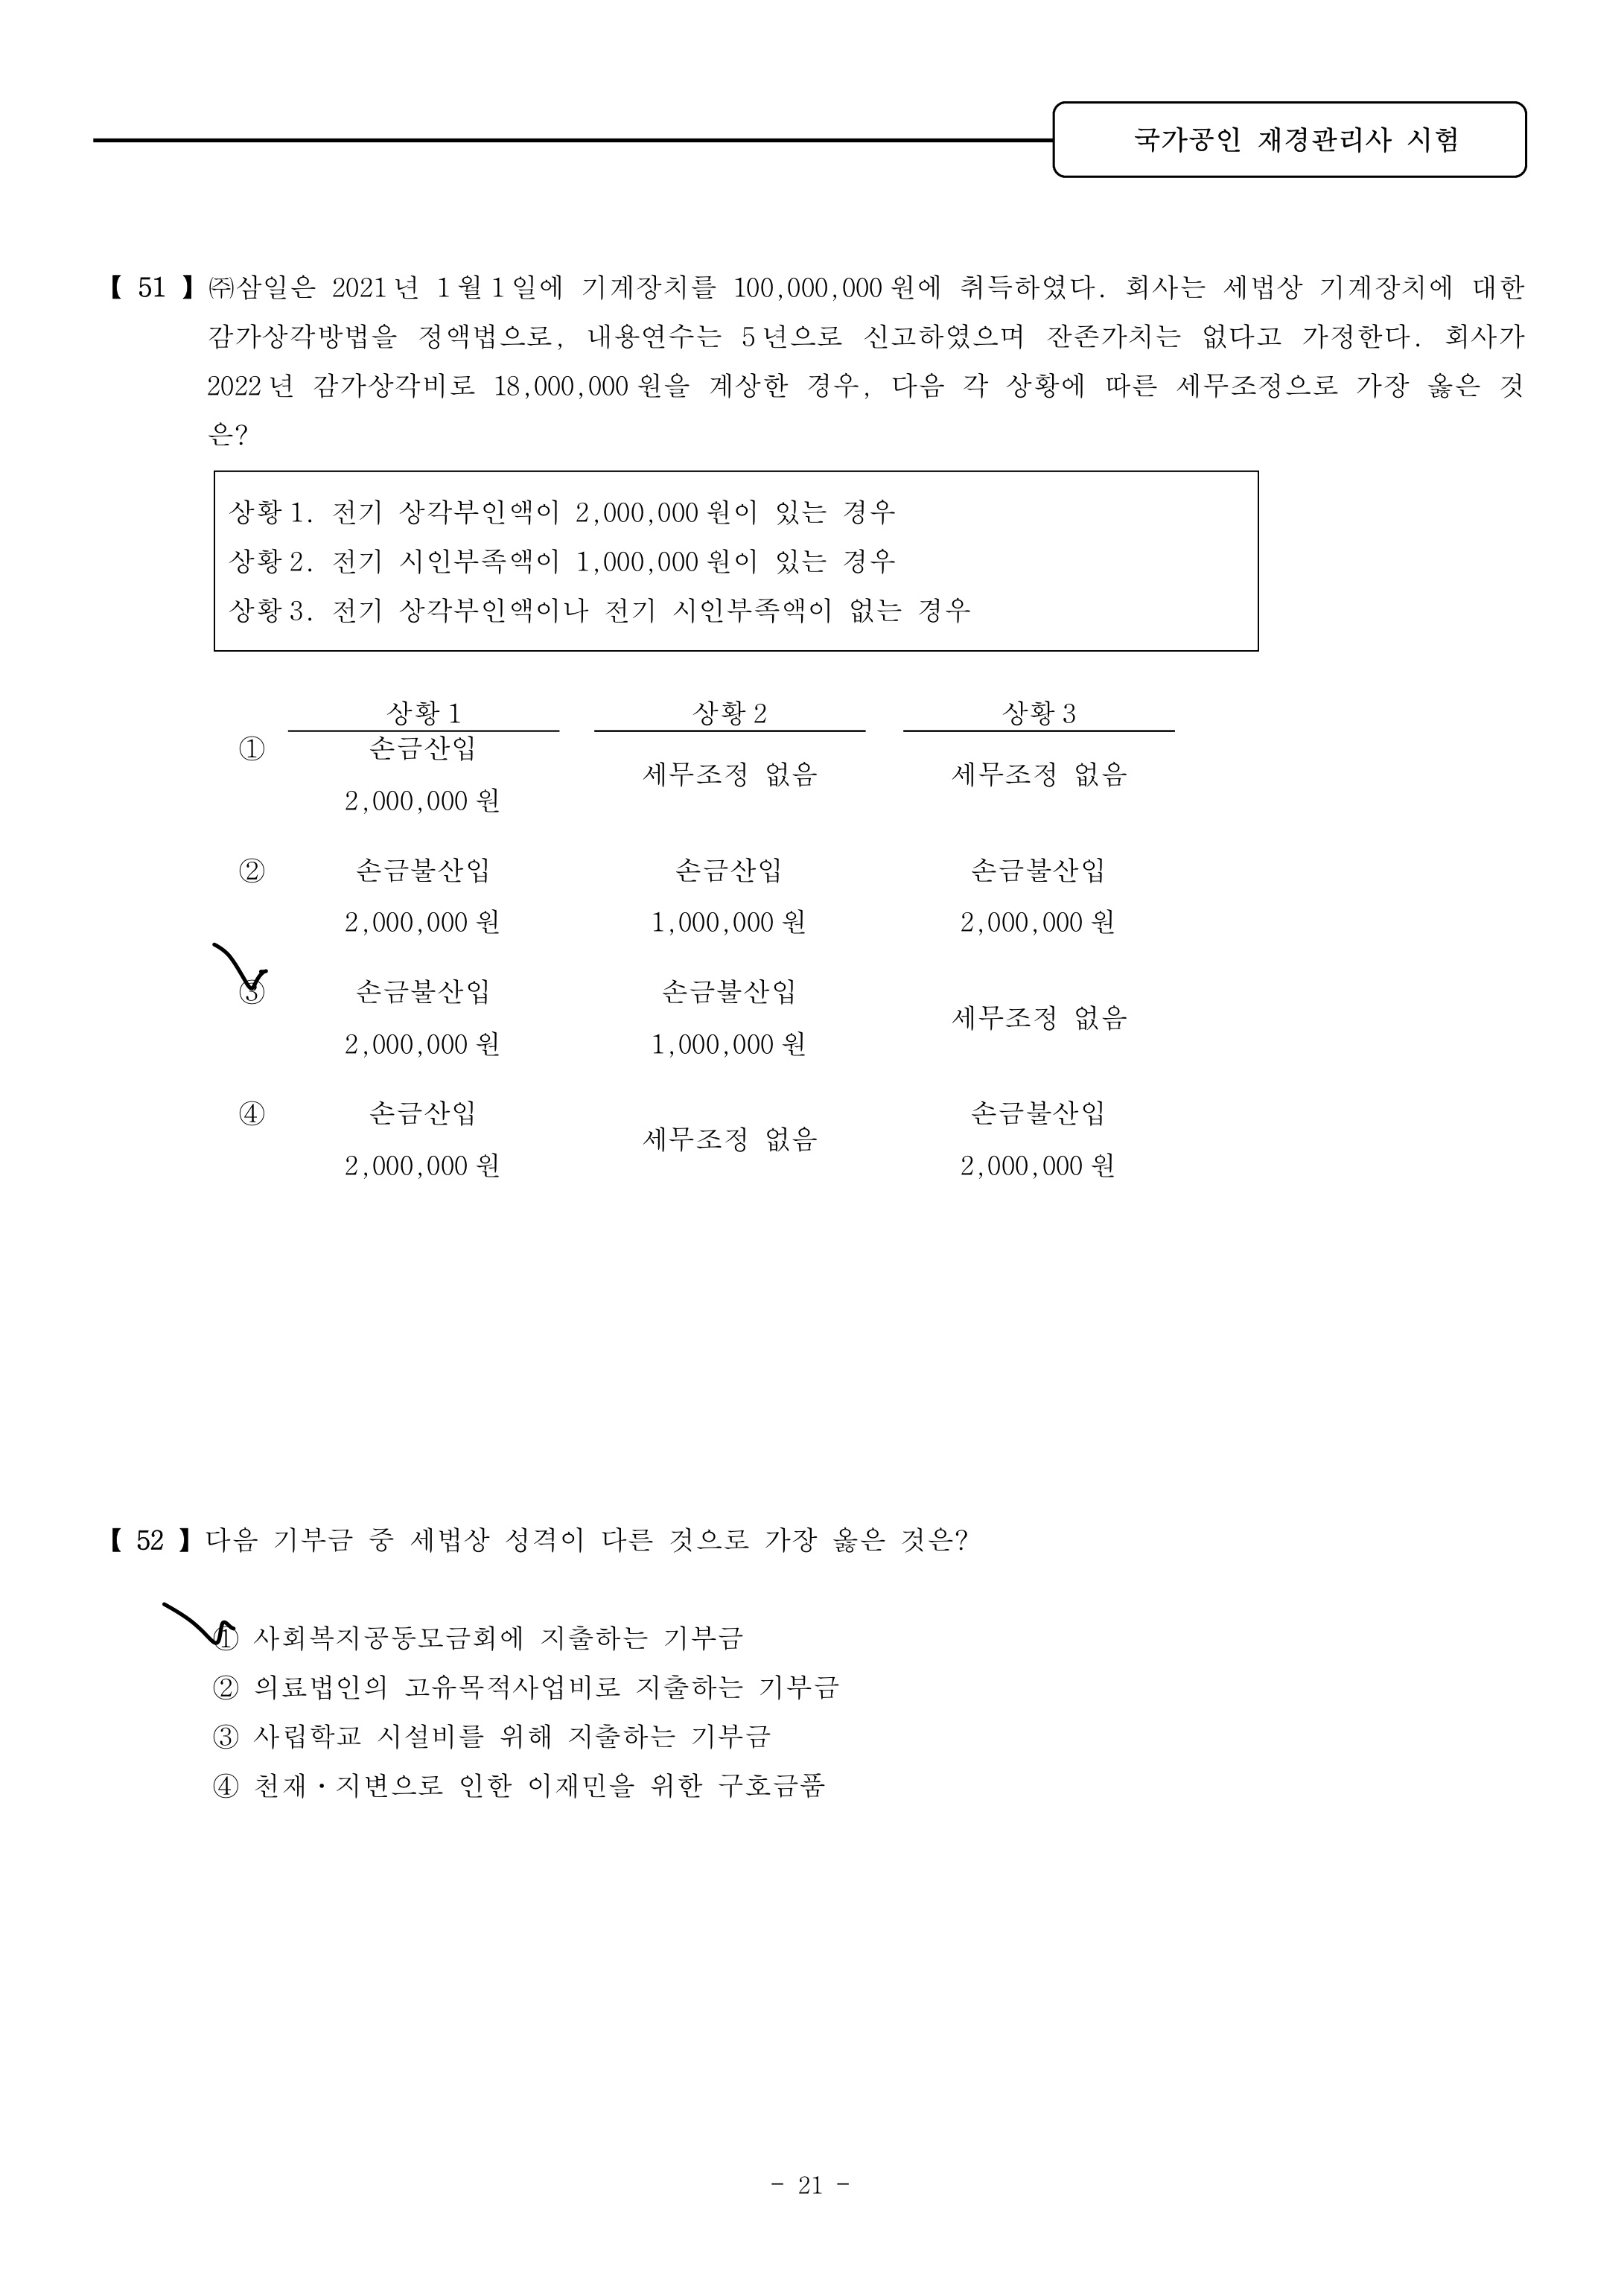 국가공인 재경관리사 시험
【 51 】 ㈜삼일은 2021년 1월 1일에 기계장치를 100,000,000원에 취득하였다. 회사는 세법상 기계장치에 대한
감가상각방법을 정액법으로, 내용연수는 5년으로 신고하였으며 잔존가치는 없다고 가정한다. 회사가
2022년 감가상각비로 18,000,000원을 계상한 경우, 다음 각 상황에 따른 세무조정으로 가장 옳은 것
은?
상황 1. 전기 상각부인액이 2,000,000원이 있는 경우
상황 2. 전기 시인부족액이 1,000,000원이 있는 경우
상황 3. 전기 상각부인액이나 전기 시인부족액이 없는 경우
상황 1 상황 2 상황 3
① 손금산입 2,000,000원 세무조정 없음 세무조정 없음
② 손금불산입 손금산입 손금불산입
2,000,000원 1,000,000원 2,000,000원
③ 손금불산입 2,000,000원 손금불산입 1,000,000원 세무조정 없음
④ 손금산입 2,000,000원 세무조정 없음 손금불산입 2,000,000원
【 52 】 다음 기부금 중 세법상 성격이 다른 것으로 가장 옳은 것은?
① 사회복지공동모금회에 지출하는 기부금
② 의료법인의 고유목적사업비로 지출하는 기부금
③ 사립학교 시설비를 위해 지출하는 기부금
④ 천재·지변으로 인한 이재민을 위한 구호금품
- 21 -